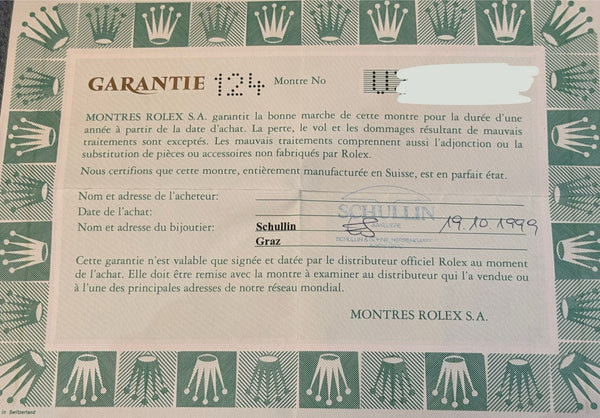 GARANTIE 124 Montre No U
MONTRES ROLEX S.A. garantit la bonne marche de cette montre pour la durée d'une
année à partir de la date d'achat. La perte, le vol et les dommages résultant de mauvais
traitements sont exceptés. Les mauvais traitements comprennent aussi l'adjonction ou la
substitution de pièces ou accessoires non fabriqués par Rolex.
Nous certifions que cette montre, entièrement manufacturée en Suisse, est en parfait état.
Nom et adresse de l'acheteur:
Date de l'achat:
SCHULLIN
Nom et adresse du bijoutier: Schullin 19.10.1999
Graz
SCHULLIN &
Cette garantie n'est valable que signée et datée par le distributeur officiel Rolex au moment
de l'achat. Elle doit être remise avec la montre à examiner au distributeur qui l'a vendue ou
à l'une des principales adresses de notre réseau mondial.
MONTRES ROLEX S.A.
in Switzerland